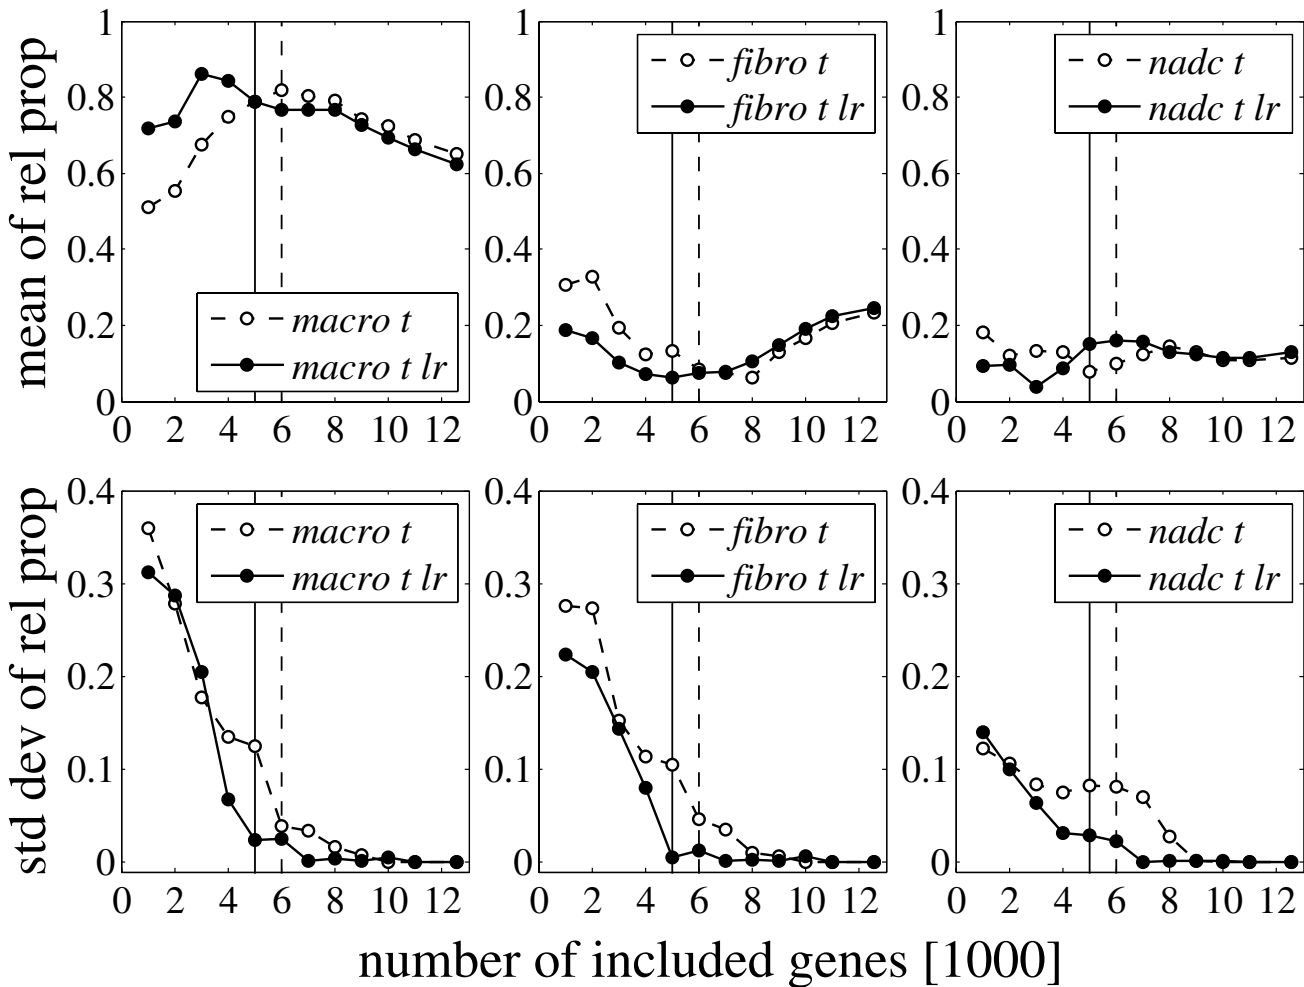 mean of rel prop
1
0.8
0.6
0.4
0.2
0
0 2 4 6 8 10 12
macro t
macro t lr
1
0.8
0.6
0.4
0.2
0
0 2 4 6 8 10 12
fibro t
fibro t lr
1
0.8
0.6
0.4
0.2
0
0 2 4 6 8 10 12
nadc t
nadc t lr
std dev of rel prop
0.4
0.3
0.2
0.1
0
0 2 4 6 8 10 12
macro t
macro t lr
0.4
0.3
0.2
0.1
0
0 2 4 6 8 10 12
fibro t
fibro t lr
0.4
0.3
0.2
0.1
0
0 2 4 6 8 10 12
nadc t
nadc t lr
number of included genes [1000]